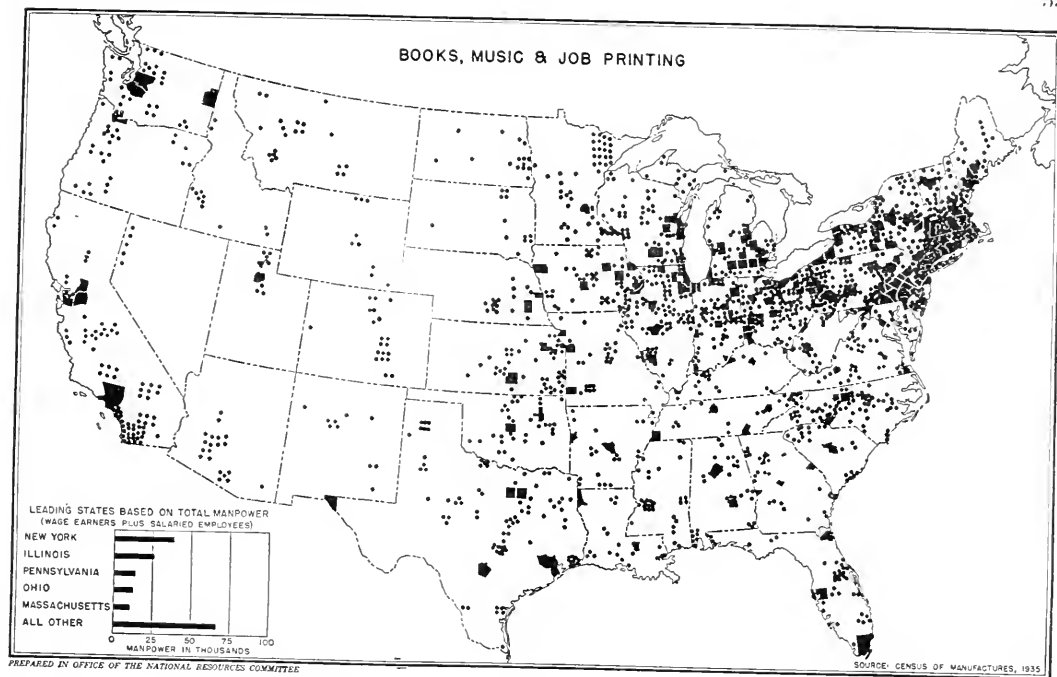 BOOKS, MUSIC & JOB PRINTING
LEADING STATES BASED ON TOTAL MANPOWER
(WAGE EARNERS PLUS SALARIED EMPLOYEES)
NEW YORK
ILLINOIS
PENNSYLVANIA
OHIO
MASSACHUSETTS
ALL OTHER
0 25 50 75 100
MANPOWER IN THOUSANDS
PREPARED IN OFFICE OF THE NATIONAL RESOURCES COMMITTEE
SOURCE: CENSUS OF MANUFACTURES, 1935